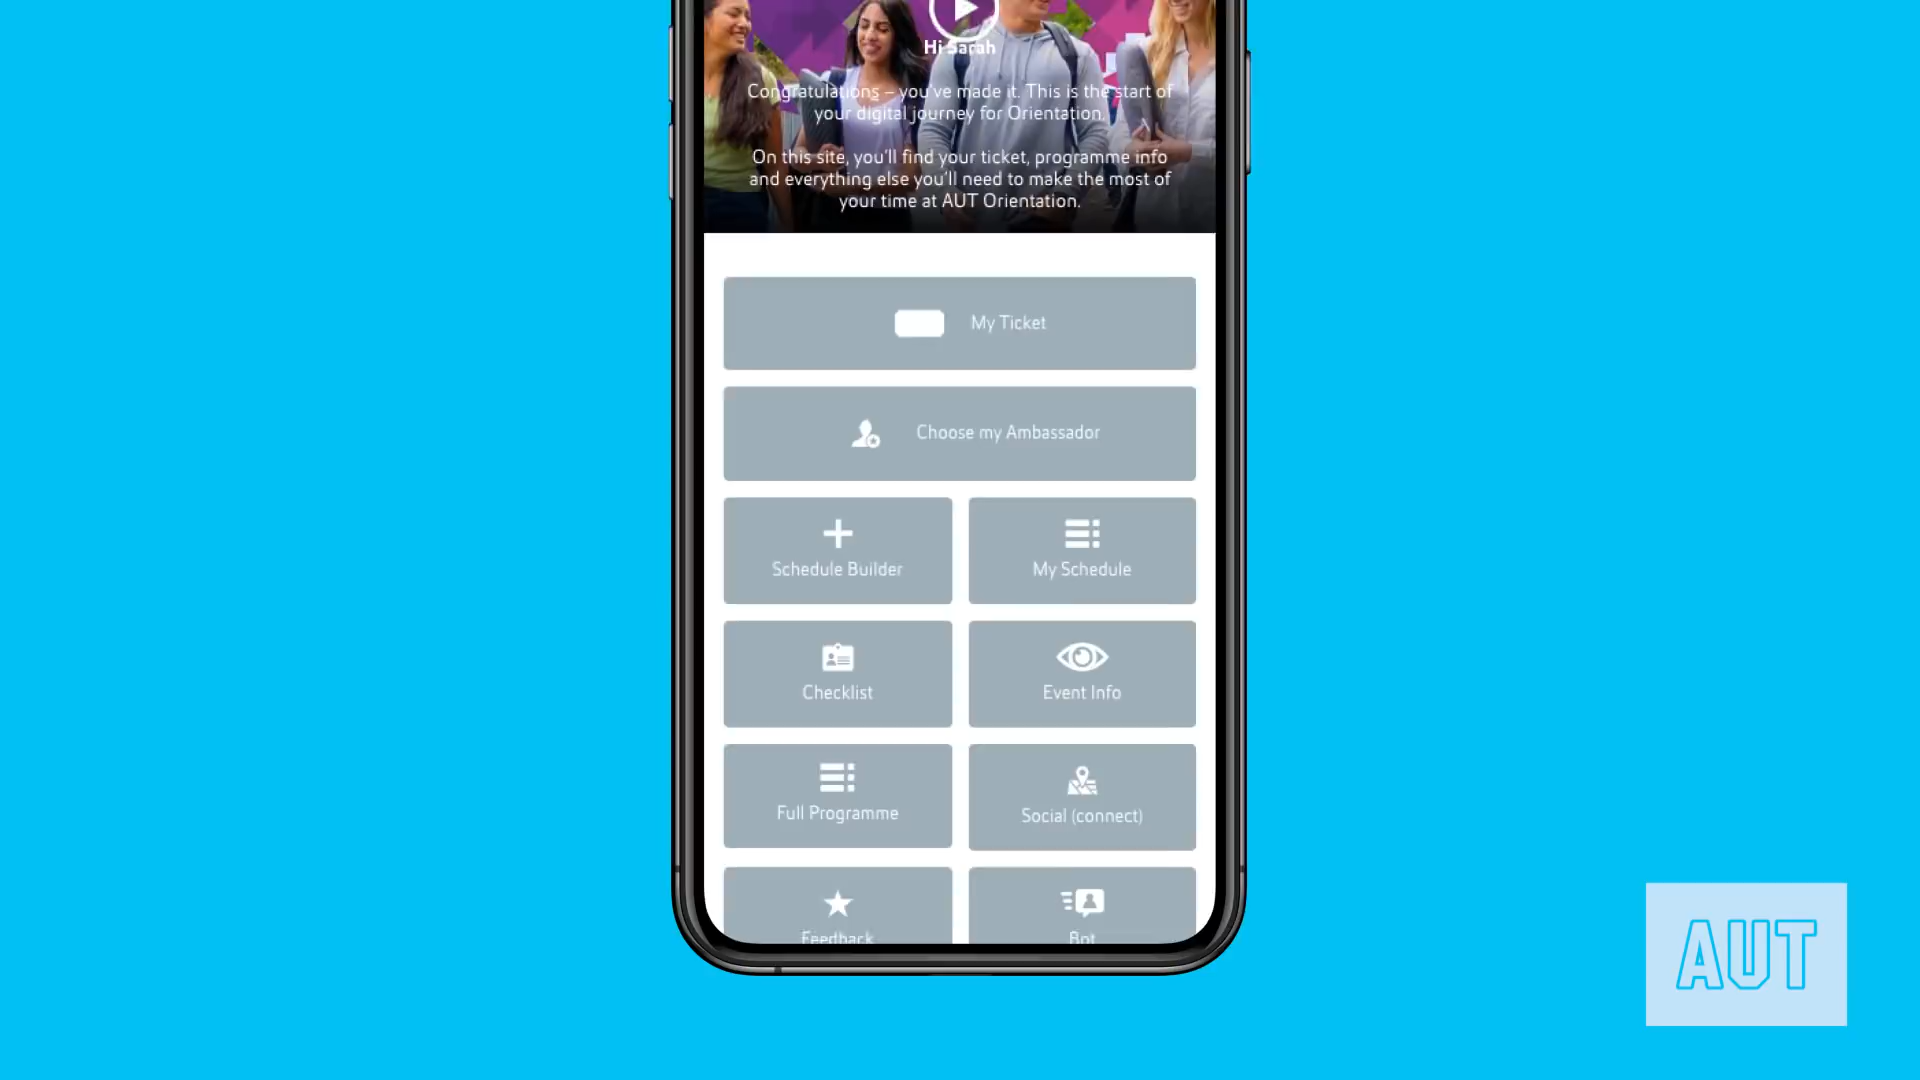 Hi Sarah
Congratulations – you've made it. This is the start of
your digital journey for Orientation.
On this site, you'll find your ticket, programme info
and everything else you'll need to make the most of
your time at AUT Orientation.
My Ticket
Choose my Ambassador
Schedule Builder
My Schedule
Checklist
Event Info
Full Programme
Social (connect)
Feedback
Bot
AUT